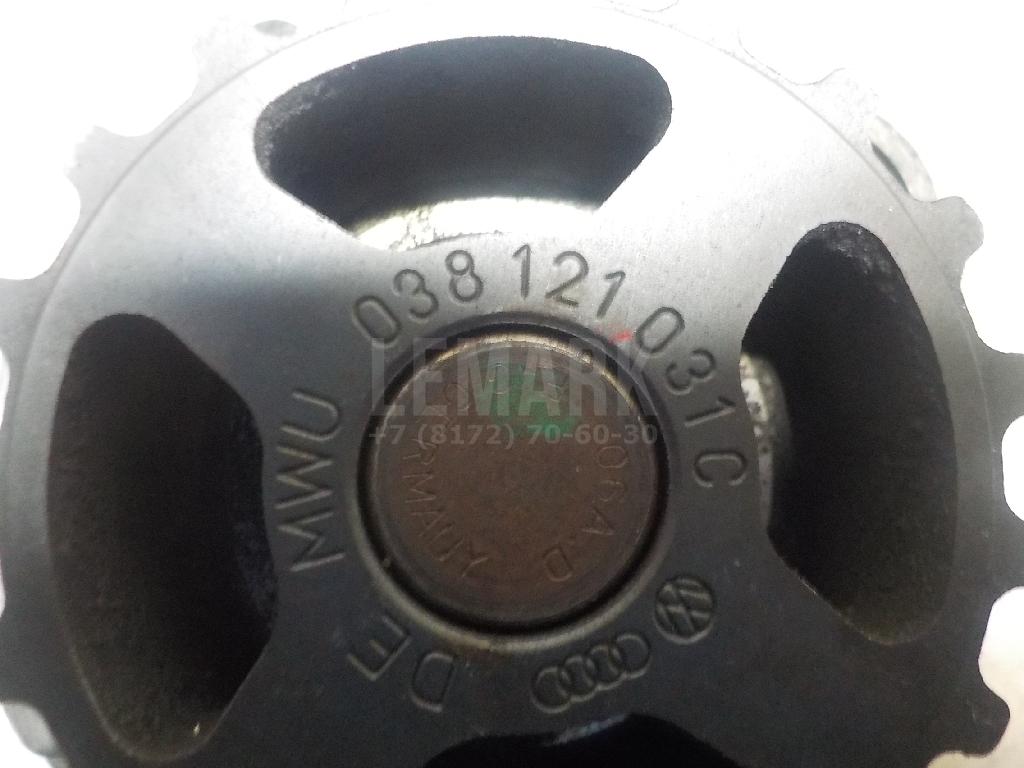 038 121 031 C
MWU
DE
LEMARK
+7 (8172) 70-60-30